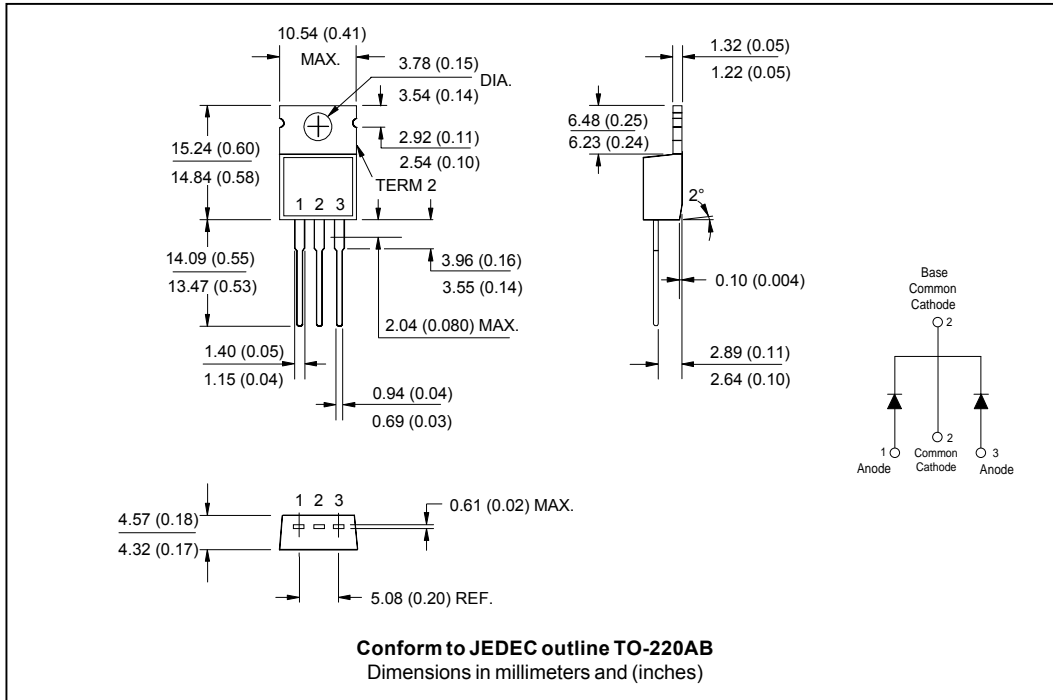 10.54 (0.41)
MAX.
3.78 (0.15)
3.54 (0.14)
DIA.
2.92 (0.11)
2.54 (0.10)
TERM 2
15.24 (0.60)
14.84 (0.58)
1 2 3
14.09 (0.55)
13.47 (0.53)
3.96 (0.16)
3.55 (0.14)
2.04 (0.080) MAX.
1.40 (0.05)
1.15 (0.04)
0.94 (0.04)
0.69 (0.03)
1.32 (0.05)
1.22 (0.05)
6.48 (0.25)
6.23 (0.24)
2°
0.10 (0.004)
2.89 (0.11)
2.64 (0.10)
Base
Common
Cathode
2
1
Anode
2
Common
Cathode
3
Anode
1 2 3
4.57 (0.18)
4.32 (0.17)
0.61 (0.02) MAX.
5.08 (0.20) REF.
Conform to JEDEC outline TO-220AB
Dimensions in millimeters and (inches)